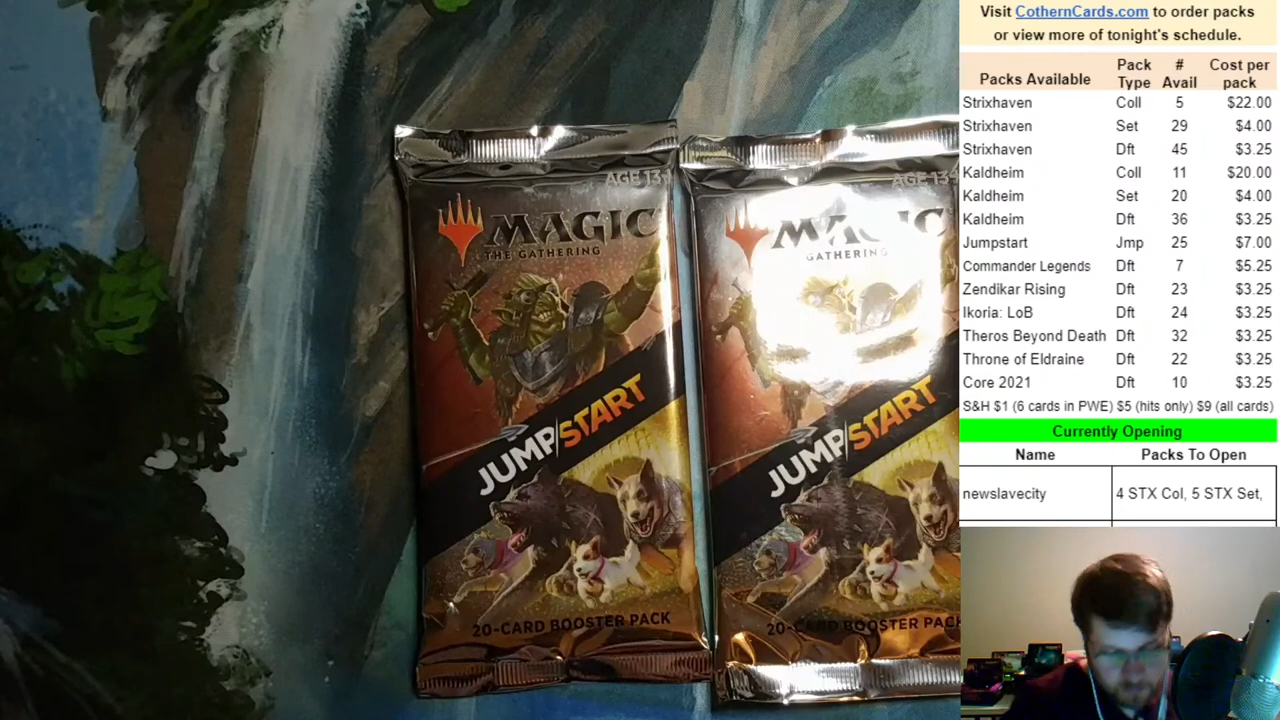 AGE 13+
MAGIC
THE GATHERING
JUMP/START
20-CARD BOOSTER PACK
AGE 13+
MAGIC
GATHERING
JUMP/START
20-CARD BOOSTER PACK
Visit CothernCards.com to order packs
or view more of tonight's schedule.
Packs Available Pack Type # Avail Cost per pack
Strixhaven Coll 5 $22.00
Strixhaven Set 29 $4.00
Strixhaven Dft 45 $3.25
Kaldheim Coll 11 $20.00
Kaldheim Set 20 $4.00
Kaldheim Dft 36 $3.25
Jumpstart Jmp 25 $7.00
Commander Legends Dft 7 $5.25
Zendikar Rising Dft 23 $3.25
Ikoria: LoB Dft 24 $3.25
Theros Beyond Death Dft 32 $3.25
Throne of Eldraine Dft 22 $3.25
Core 2021 Dft 10 $3.25
S&H $1 (6 cards in PWE) $5 (hits only) $9 (all cards)
Currently Opening
Name Packs To Open
newslavecity 4 STX Col, 5 STX Set,